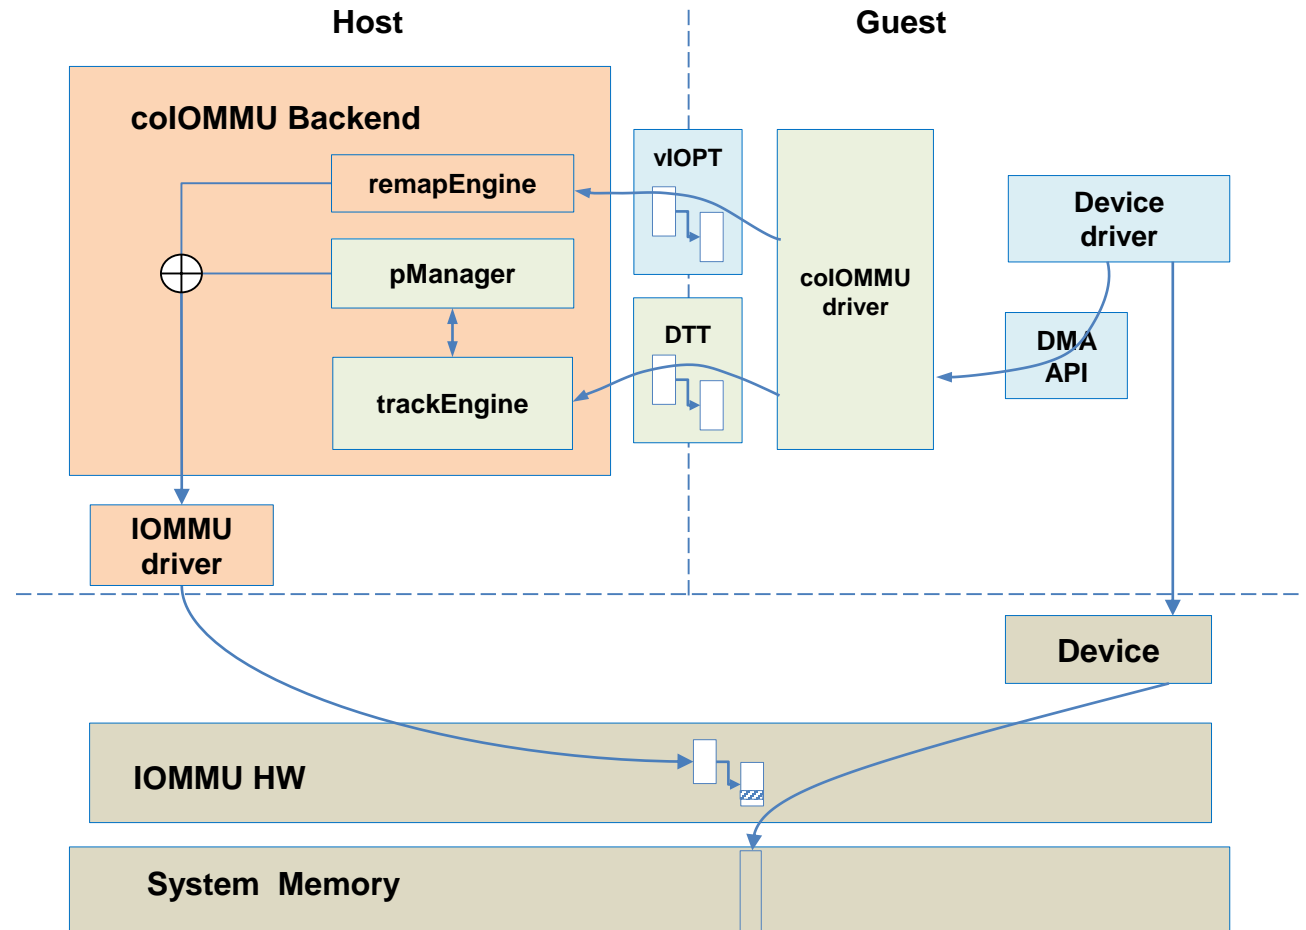 Host
Guest
coIOMMU Backend
remapEngine
pManager
trackEngine
vIOPT
DTT
coIOMMU
driver
Device
driver
DMA
API
IOMMU
driver
Device
IOMMU HW
System Memory